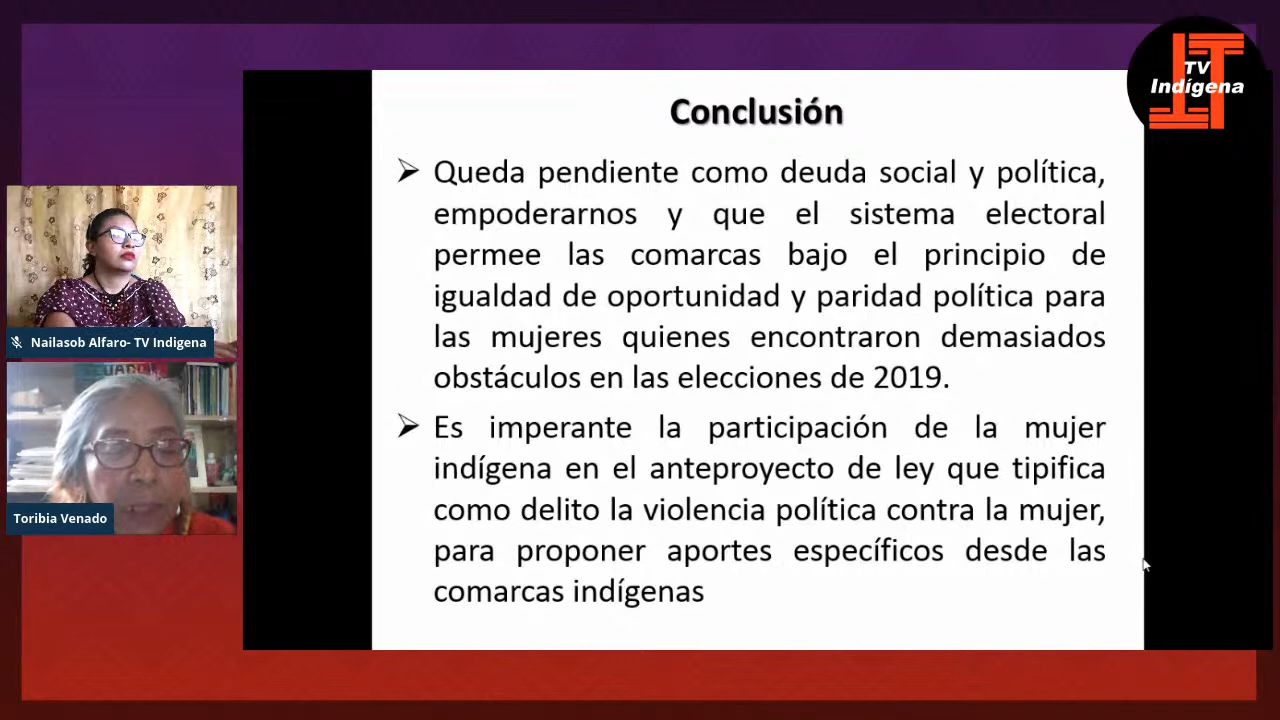 TV
Indígena
Conclusión
➢ Queda pendiente como deuda social y política,
empoderarnos y que el sistema electoral
permee las comarcas bajo el principio de
igualdad de oportunidad y paridad política para
las mujeres quienes encontraron demasiados
obstáculos en las elecciones de 2019.
➢ Es imperante la participación de la mujer
indígena en el anteproyecto de ley que tipifica
como delito la violencia política contra la mujer,
para proponer aportes específicos desde las
comarcas indígenas
Nailasob Alfaro- TV Indigena
ECUADOR
Toribia Venado